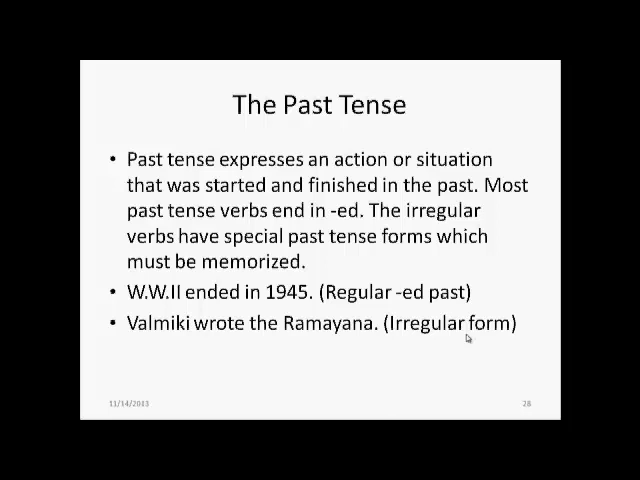 The Past Tense
• Past tense expresses an action or situation
that was started and finished in the past. Most
past tense verbs end in -ed. The irregular
verbs have special past tense forms which
must be memorized.
• W.W.II ended in 1945. (Regular -ed past)
• Valmiki wrote the Ramayana. (Irregular form)
11/14/2013 28